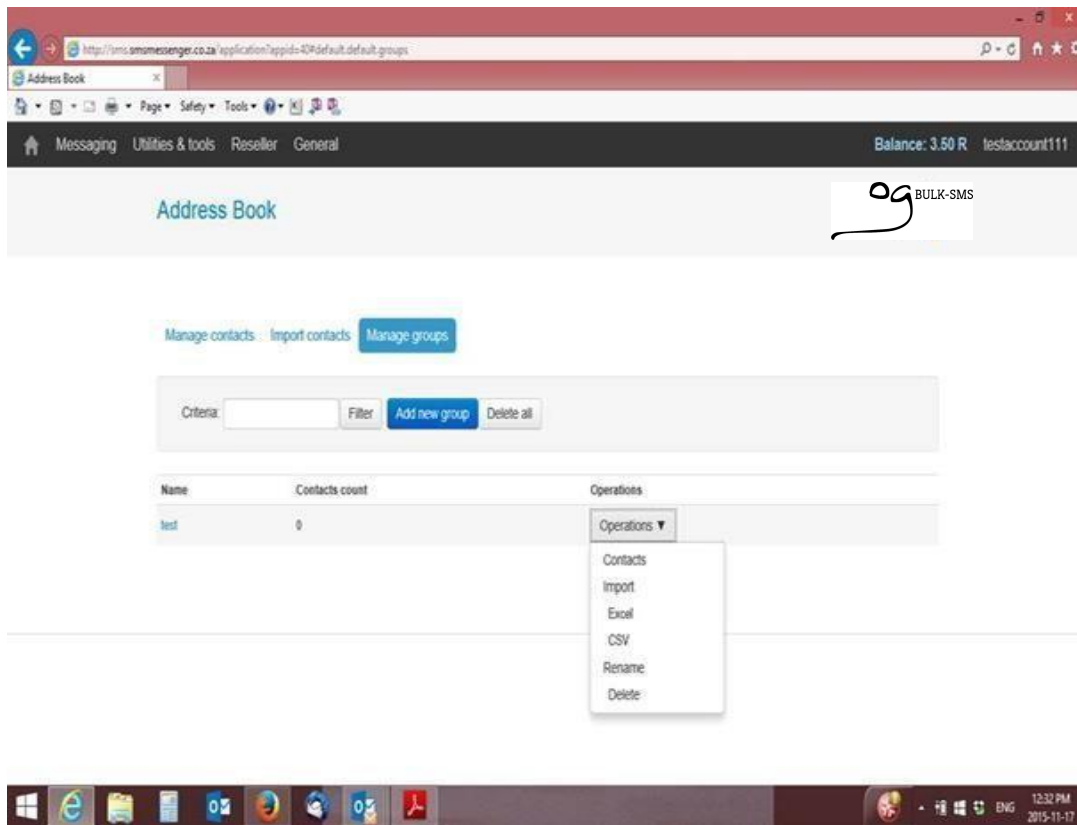 http://sms.smsmessenger.co.za/application?appid=40#default.default.groups
Address Book
Page Safety Tools
Messaging Utilities & tools Reseller General Balance: 3.50 R testaccount111
Address Book
og BULK-SMS
Manage contacts Import contacts Manage groups
Criteria: Filter Add new group Delete all
Name Contacts count Operations
test 0 Operations ▼
Contacts
Import
Excel
CSV
Rename
Delete
ENG 12:32 PM
2015-11-17